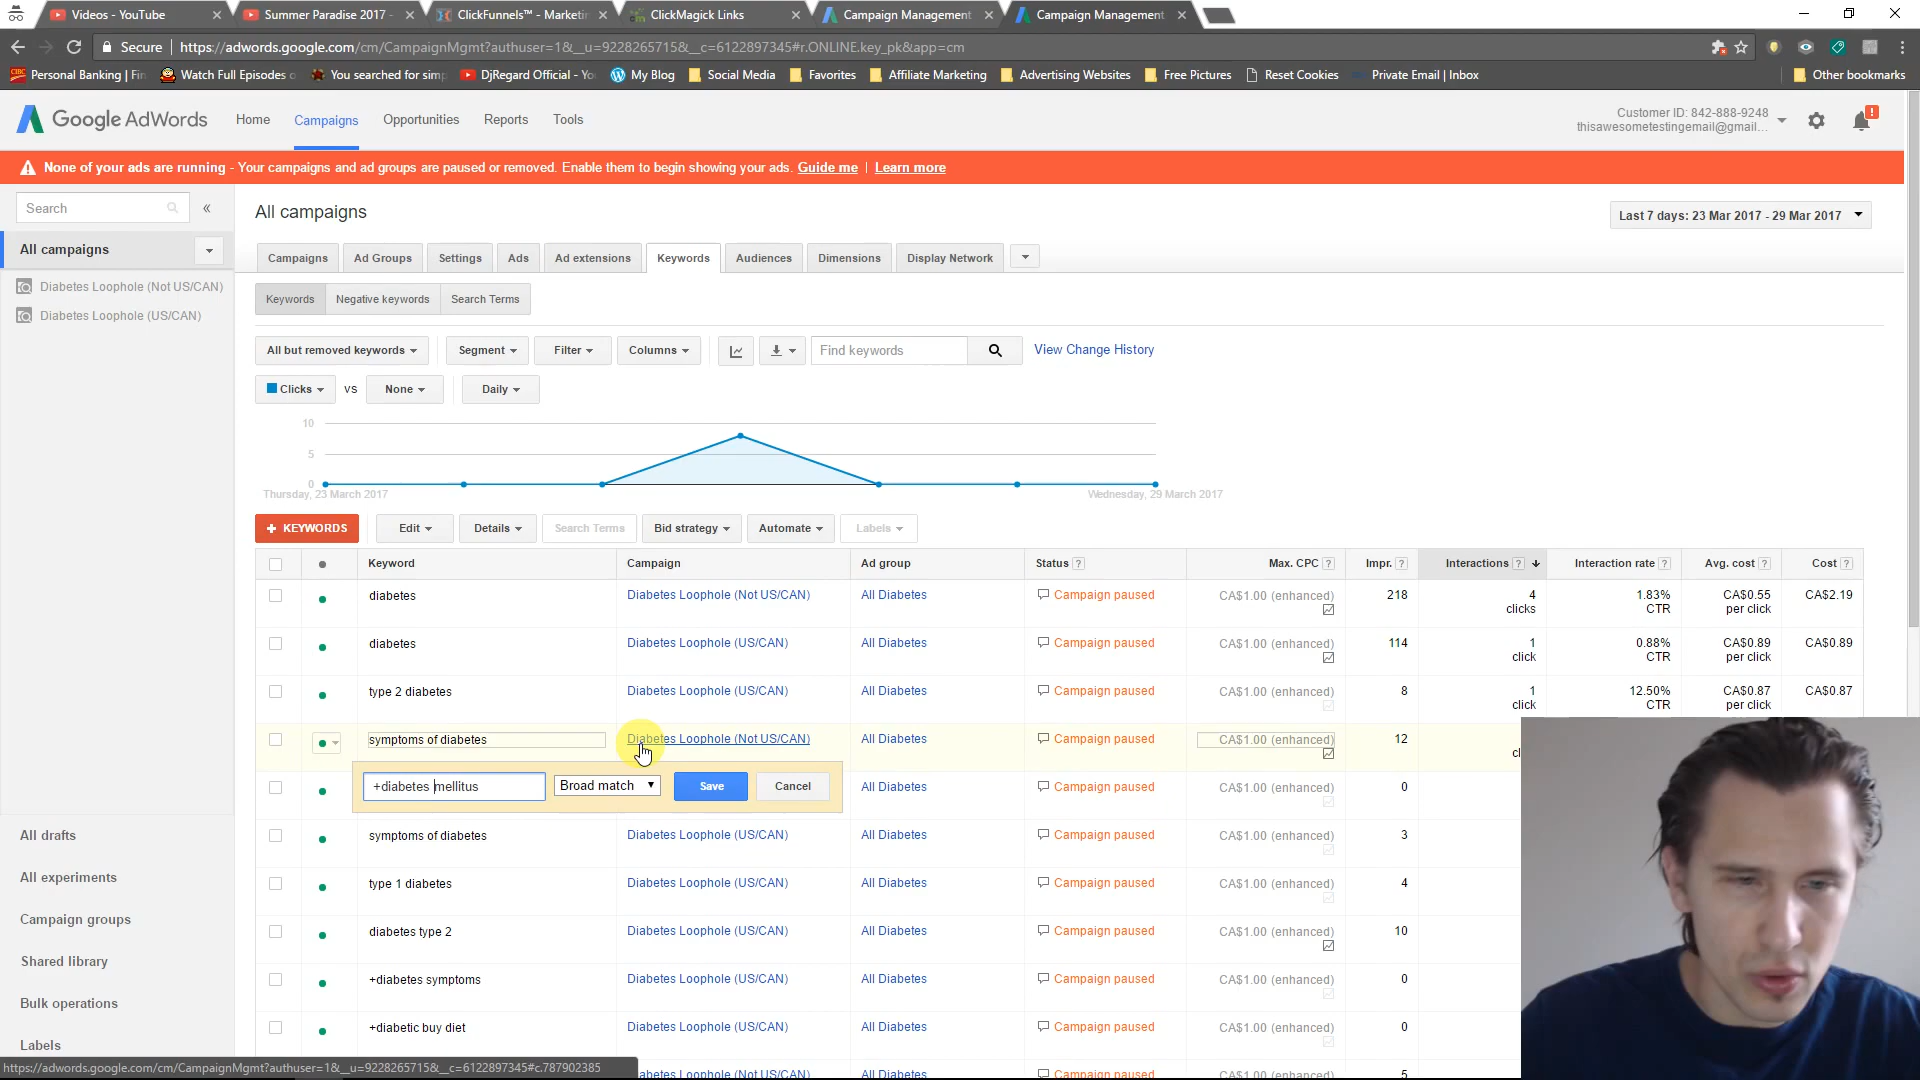 Videos - YouTube
Summer Paradise 2017 -
ClickFunnels™ - Marketin
ClickMagick Links
Campaign Management
Campaign Management
Secure https://adwords.google.com/cm/CampaignMgmt?authuser=1&__u=9228265715&__c=6122897345#r.ONLINE.key_pk&app=cm
CIBC Personal Banking | Fin
Watch Full Episodes o
You searched for simp
DjRegard Official - Yo
My Blog
Social Media
Favorites
Affiliate Marketing
Advertising Websites
Free Pictures
Reset Cookies
Private Email | Inbox
Other bookmarks
Google AdWords
Home
Campaigns
Opportunities
Reports
Tools
Customer ID: 842-888-9248
thisawesometestingemail@gmail...
None of your ads are running - Your campaigns and ad groups are paused or removed. Enable them to begin showing your ads. Guide me | Learn more
Search
«
All campaigns
Diabetes Loophole (Not US/CAN)
Diabetes Loophole (US/CAN)
All drafts
All experiments
Campaign groups
Shared library
Bulk operations
Labels
All campaigns
Last 7 days: 23 Mar 2017 - 29 Mar 2017
Campaigns
Ad Groups
Settings
Ads
Ad extensions
Keywords
Audiences
Dimensions
Display Network
Keywords
Negative keywords
Search Terms
All but removed keywords
Segment
Filter
Columns
Find keywords
View Change History
Clicks
vs
None
Daily
10
5
0
Thursday, 23 March 2017
Wednesday, 29 March 2017
+ KEYWORDS
Edit
Details
Search Terms
Bid strategy
Automate
Labels
Keyword Campaign Ad group Status ? Max. CPC ? Impr. ? Interactions ? Interaction rate ? Avg. cost ? Cost ?
diabetes Diabetes Loophole (Not US/CAN) All Diabetes Campaign paused CA$1.00 (enhanced) 218 4 1.83% CA$0.55 CA$2.19
clicks CTR per click
diabetes Diabetes Loophole (US/CAN) All Diabetes Campaign paused CA$1.00 (enhanced) 114 1 0.88% CA$0.89 CA$0.89
click CTR per click
type 2 diabetes Diabetes Loophole (US/CAN) All Diabetes Campaign paused CA$1.00 (enhanced) 8 1 12.50% CA$0.87 CA$0.87
click CTR per click
symptoms of diabetes Diabetes Loophole (Not US/CAN) All Diabetes Campaign paused CA$1.00 (enhanced) 12
cl
+diabetes mellitus Broad match Save Cancel All Diabetes Campaign paused CA$1.00 (enhanced) 0
symptoms of diabetes Diabetes Loophole (US/CAN) All Diabetes Campaign paused CA$1.00 (enhanced) 3
type 1 diabetes Diabetes Loophole (US/CAN) All Diabetes Campaign paused CA$1.00 (enhanced) 4
diabetes type 2 Diabetes Loophole (US/CAN) All Diabetes Campaign paused CA$1.00 (enhanced) 10
+diabetes symptoms Diabetes Loophole (US/CAN) All Diabetes Campaign paused CA$1.00 (enhanced) 0
+diabetic buy diet Diabetes Loophole (US/CAN) All Diabetes Campaign paused CA$1.00 (enhanced) 0
abetes Loophole (Not US/CAN) All Diabetes Campaign paused CA$1.00 (enhanced) 5
https://adwords.google.com/cm/CampaignMgmt?authuser=1&__u=9228265715&__c=6122897345#c.787902385